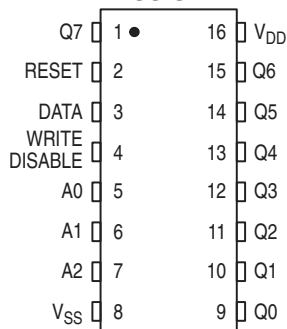 Q7 1 16 VDD
RESET 2 15 Q6
DATA 3 14 Q5
WRITE
DISABLE 4 13 Q4
A0 5 12 Q3
A1 6 11 Q2
A2 7 10 Q1
VSS 8 9 Q0